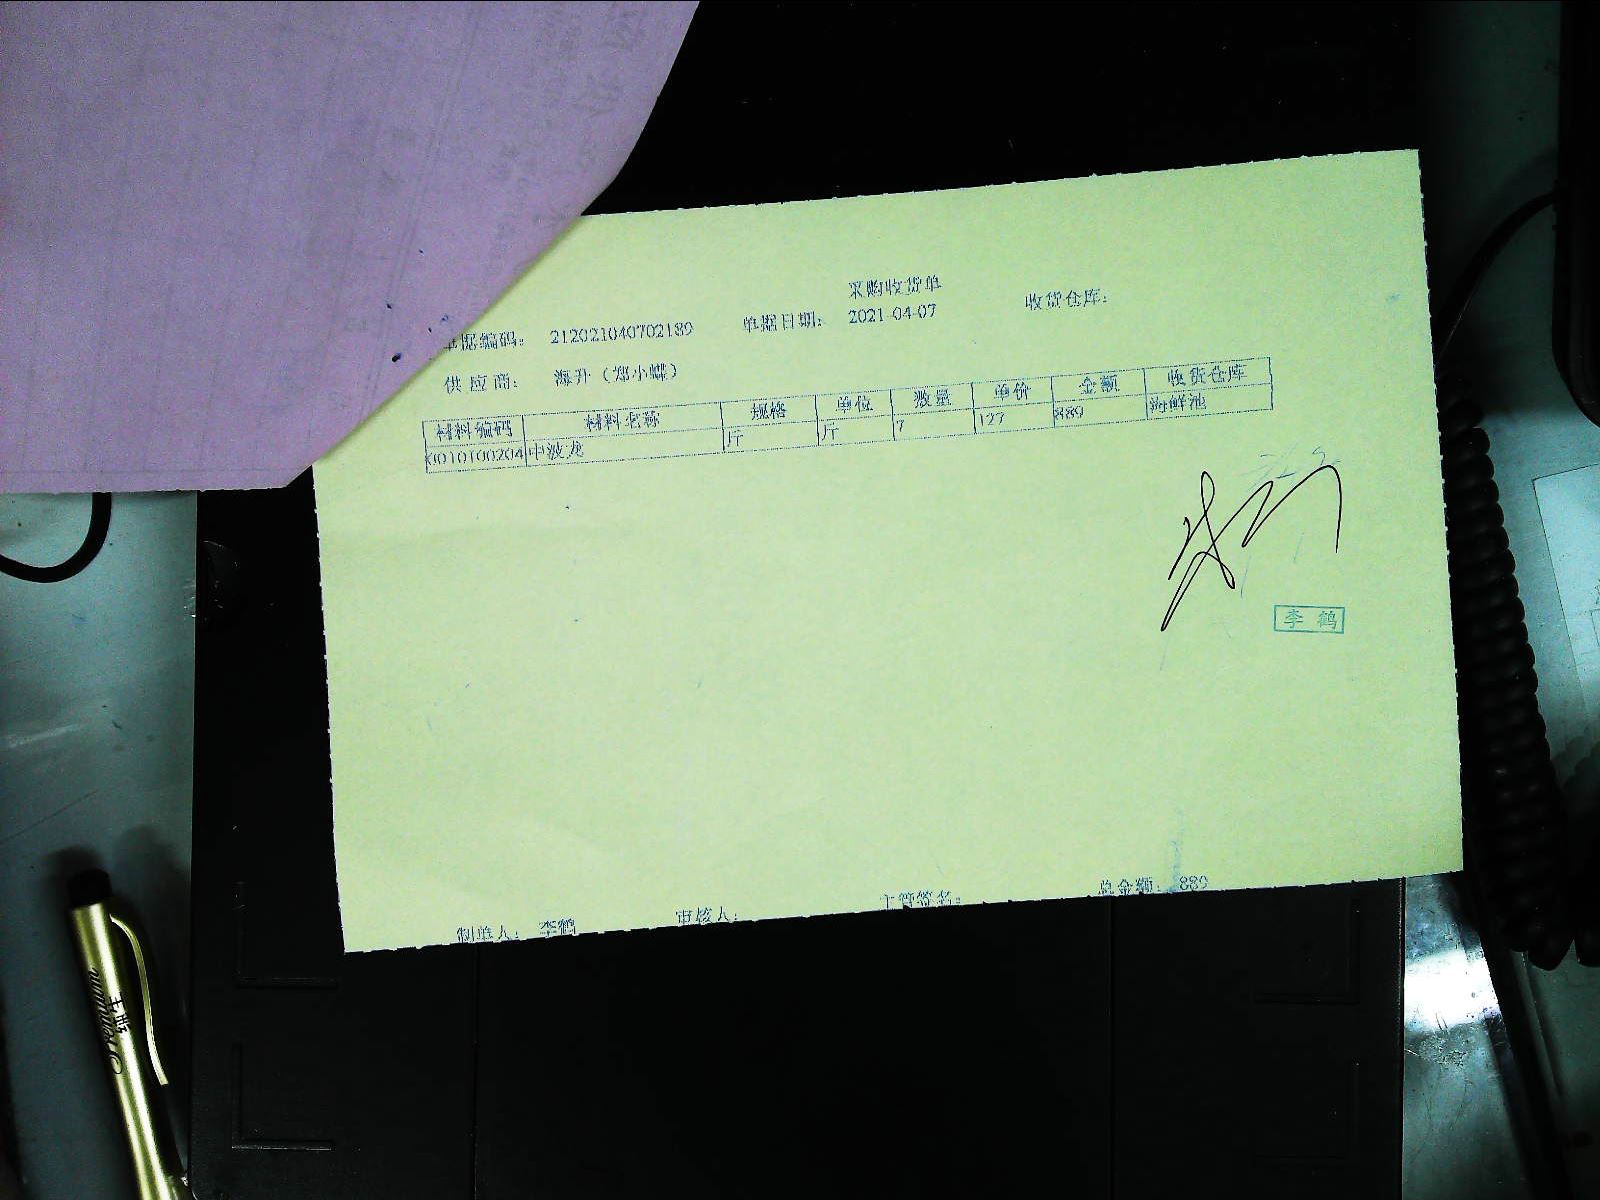 采购收货单
单据编码： 212021040702189 单据日期： 2021-04-07 收货仓库：
供应商： 海升（郑小蝶）
材料编码 材料名称 规格 单位 数量 单价 金额 收货仓库
0010100204 中波龙 斤 斤 7 127 889 海鲜池
李鹤
制单人： 李鹤 审核人： 主管签名： 总金额： 889
主版